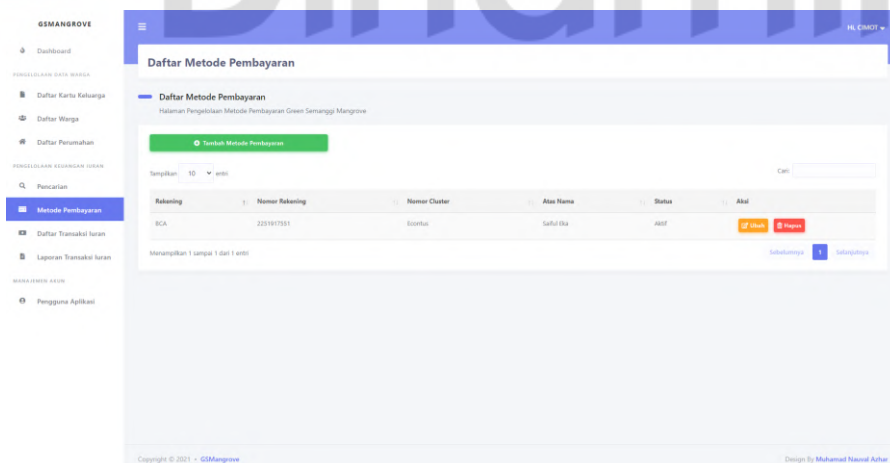 GSMANGROVE
HI, CIMOT
Dashboard
PENGELOLAAN DATA WARGA
Daftar Kartu Keluarga
Daftar Warga
Daftar Perumahan
PENGELOLAAN KEUANGAN IURAN
Pencarian
Metode Pembayaran
Daftar Transaksi Iuran
Laporan Transaksi Iuran
MANAJEMEN AKUN
Pengguna Aplikasi
Daftar Metode Pembayaran
Daftar Metode Pembayaran
Halaman Pengelolaan Metode Pembayaran Green Semanggi Mangrove
Tambah Metode Pembayaran
Tampilkan 10 entri
Cari:
Rekening Nomor Rekening Nomor Cluster Atas Nama Status Aksi
BCA 2251917551 Econtus Saiful Aktif Ubah Hapus
Menampilkan 1 sampai 1 dari 1 entri
Sebelumnya 1 Selanjutnya
Copyright © 2021 • GSMangrove
Design By Muhamad Nauval Azhar